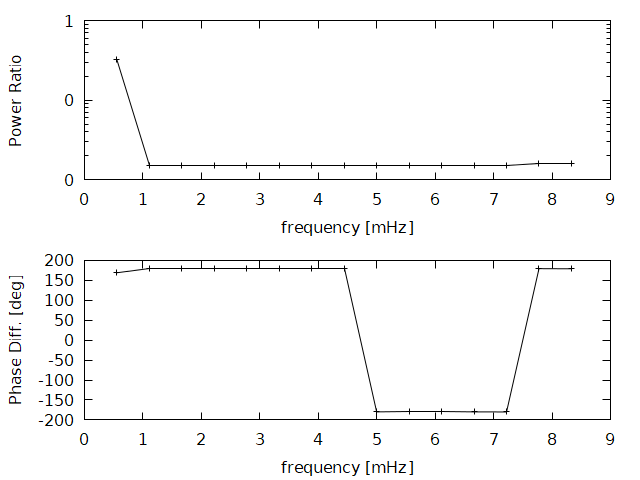 1
0
0
Power Ratio
0 1 2 3 4 5 6 7 8 9
frequency [mHz]
200
150
100
50
0
-50
-100
-150
-200
Phase Diff. [deg]
0 1 2 3 4 5 6 7 8 9
frequency [mHz]